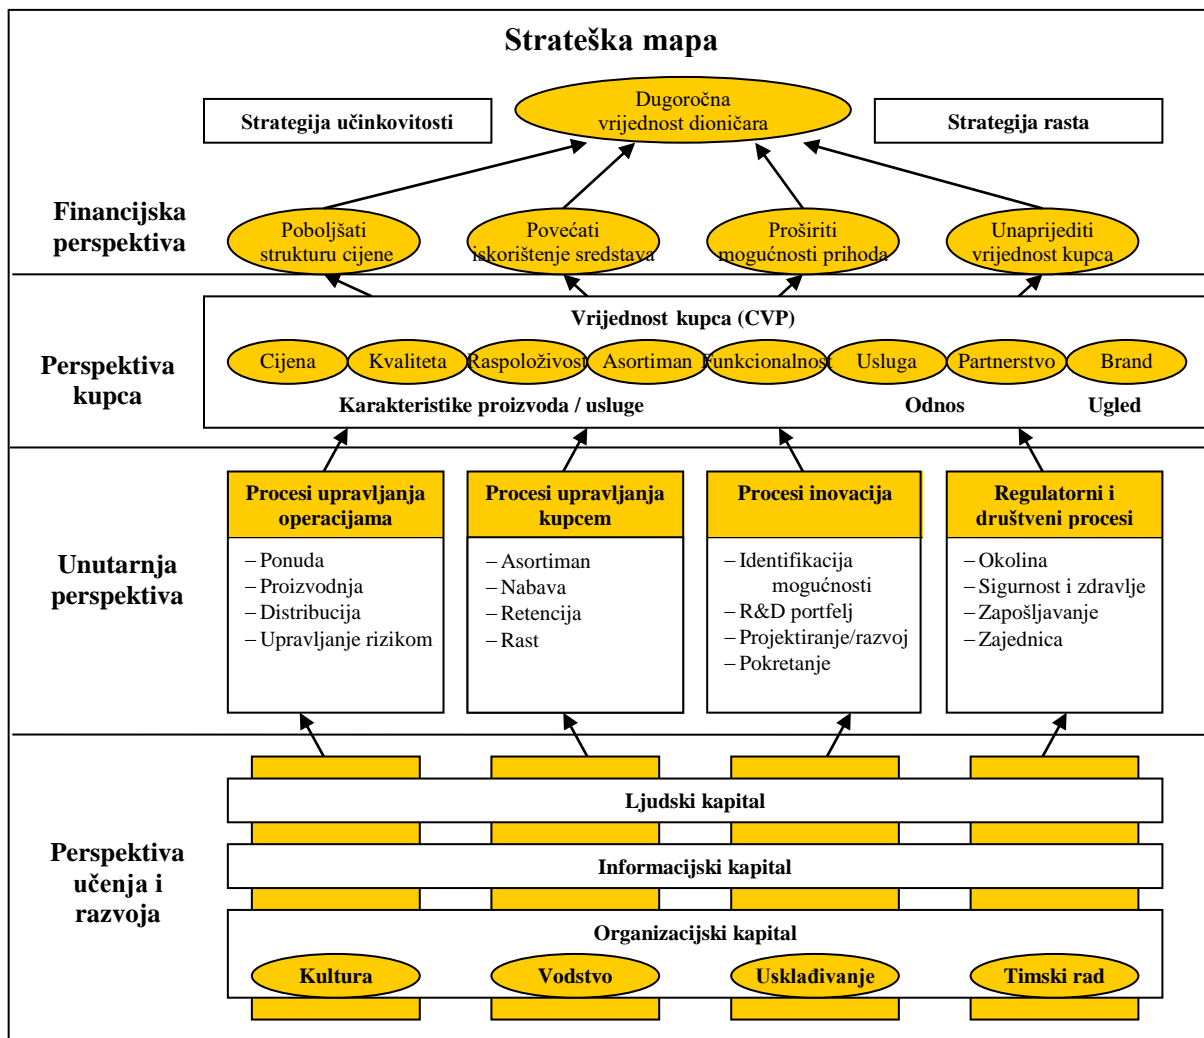 Strateška mapa
Dugoročna
vrijednost dioničara
Strategija učinkovitosti
Strategija rasta
Financijska
perspektiva
Poboljšati
strukturu cijene
Povećati
iskorištenje sredstava
Proširiti
mogućnosti prihoda
Unaprijediti
vrijednost kupca
Perspektiva
kupca
Vrijednost kupca (CVP)
Cijena
Kvaliteta
Raspoloživost
Asortiman
Funkcionalnost
Usluga
Partnerstvo
Brand
Karakteristike proizvoda / usluge
Odnos
Ugled
Unutarnja
perspektiva
Procesi upravljanja
operacijama
– Ponuda
– Proizvodnja
– Distribucija
– Upravljanje rizikom
Procesi upravljanja
kupcem
– Asortiman
– Nabava
– Retencija
– Rast
Procesi inovacija
– Identifikacija
mogućnosti
– R&D portfelj
– Projektiranje/razvoj
– Pokretanje
Regulatorni i
društveni procesi
– Okolina
– Sigurnost i zdravlje
– Zapošljavanje
– Zajednica
Perspektiva
učenja i
razvoja
Ljudski kapital
Informacijski kapital
Organizacijski kapital
Kultura
Vodstvo
Usklađivanje
Timski rad